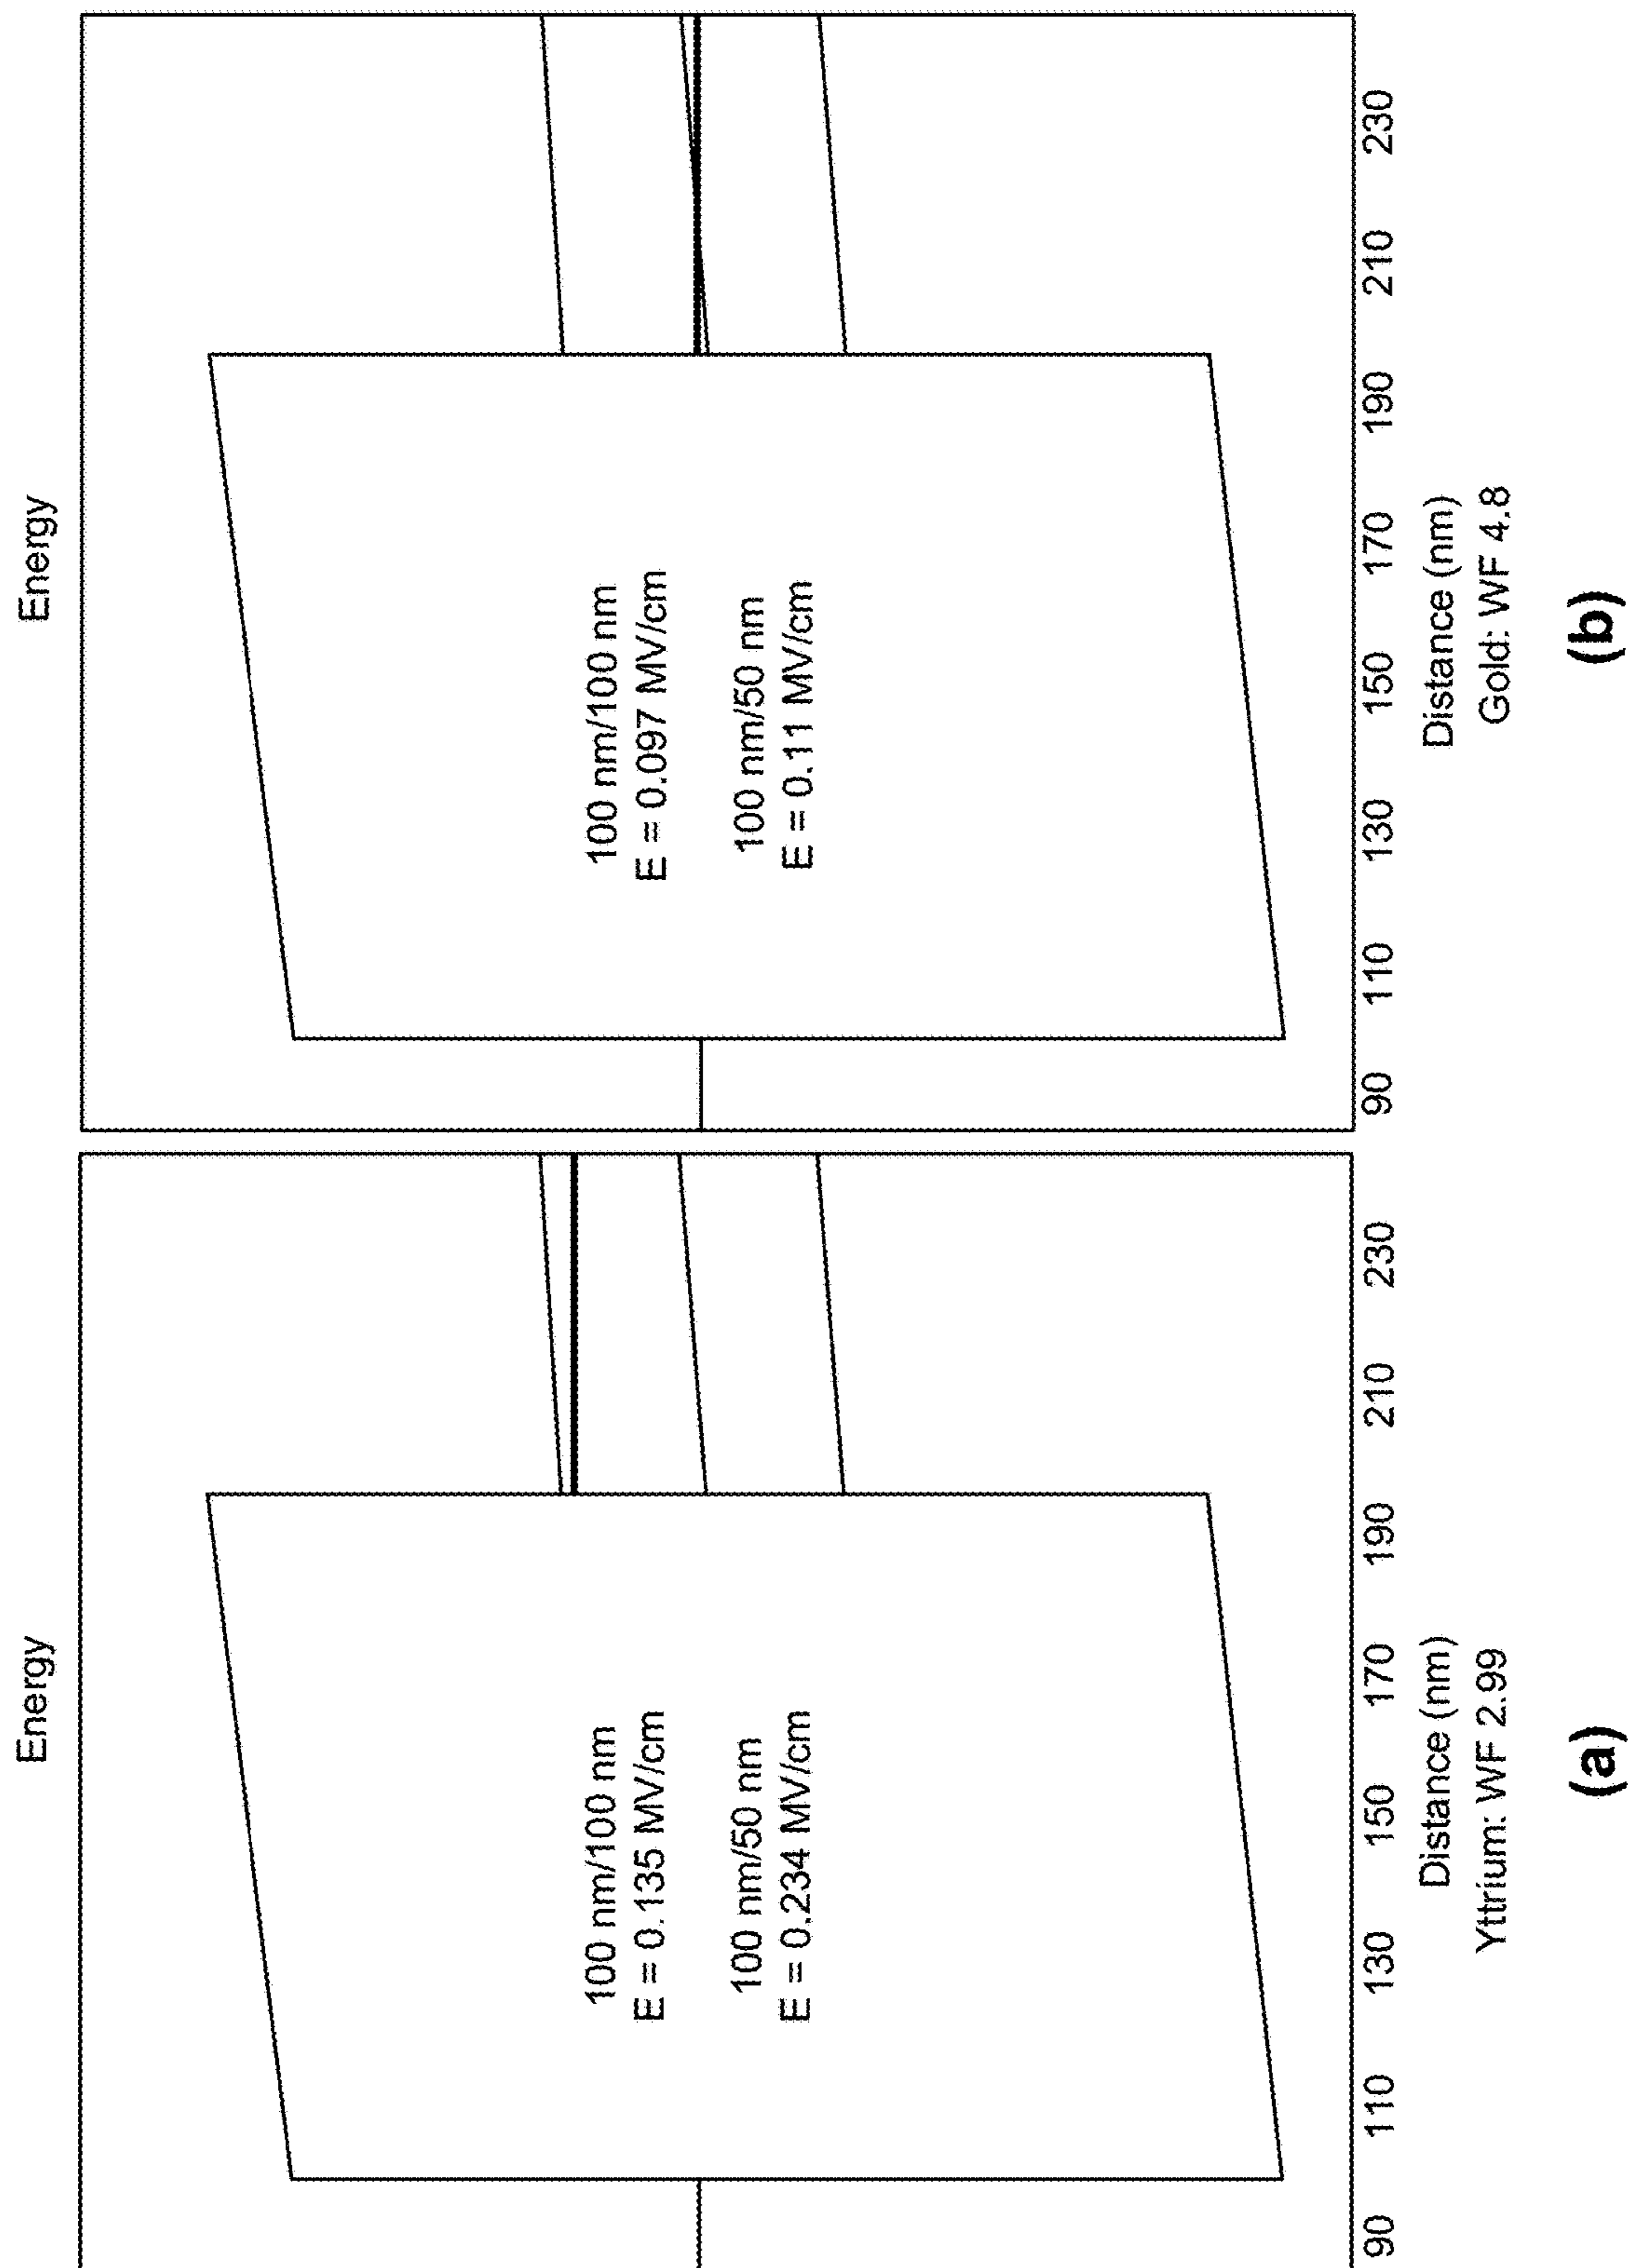 Energy
100 nm/100 nm
E = 0.135 MV/cm
100 nm/50 nm
E = 0.234 MV/cm
90 110 130 150 170 190 210 230
Distance (nm)
Yttrium: WF 2.99
(a)
Energy
100 nm/100 nm
E = 0.097 MV/cm
100 nm/50 nm
E = 0.11 MV/cm
90 110 130 150 170 190 210 230
Distance (nm)
Gold: WF 4.8
(b)